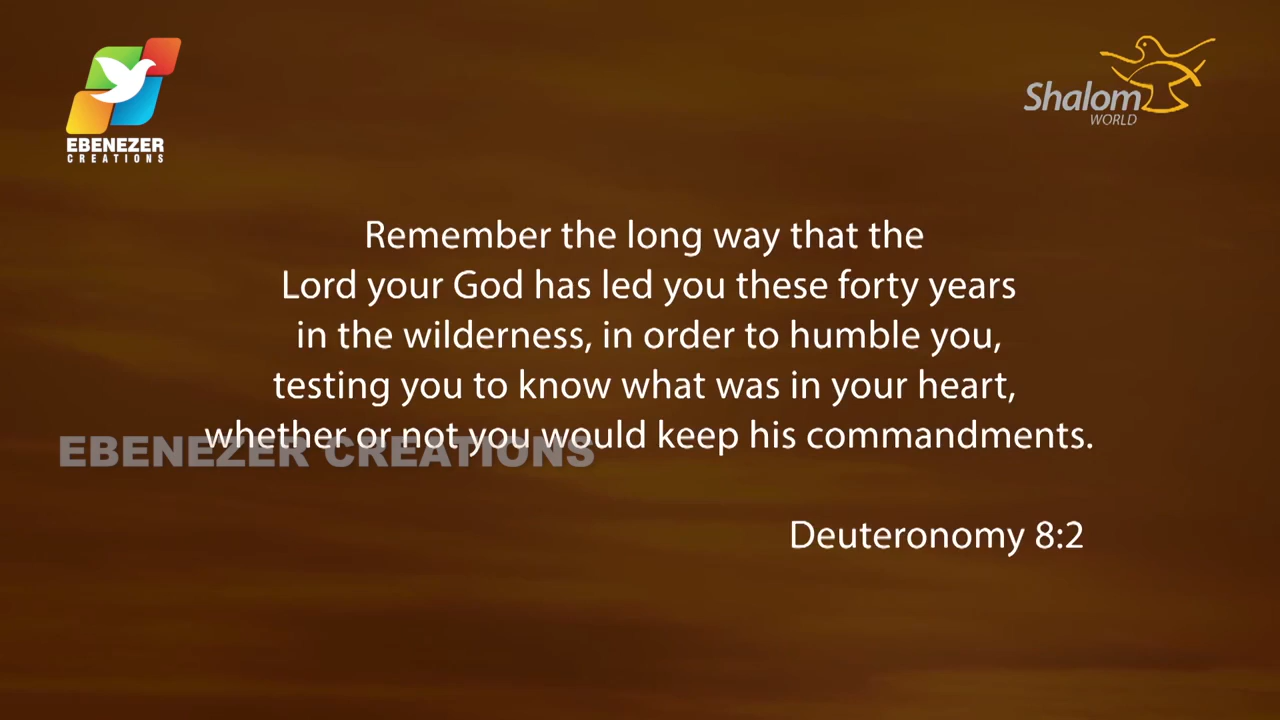 EBENEZER
CREATIONS
Shalom
WORLD
Remember the long way that the
Lord your God has led you these forty years
in the wilderness, in order to humble you,
testing you to know what was in your heart,
whether or not you would keep his commandments.
EBENEZER CREATIONS
Deuteronomy 8:2